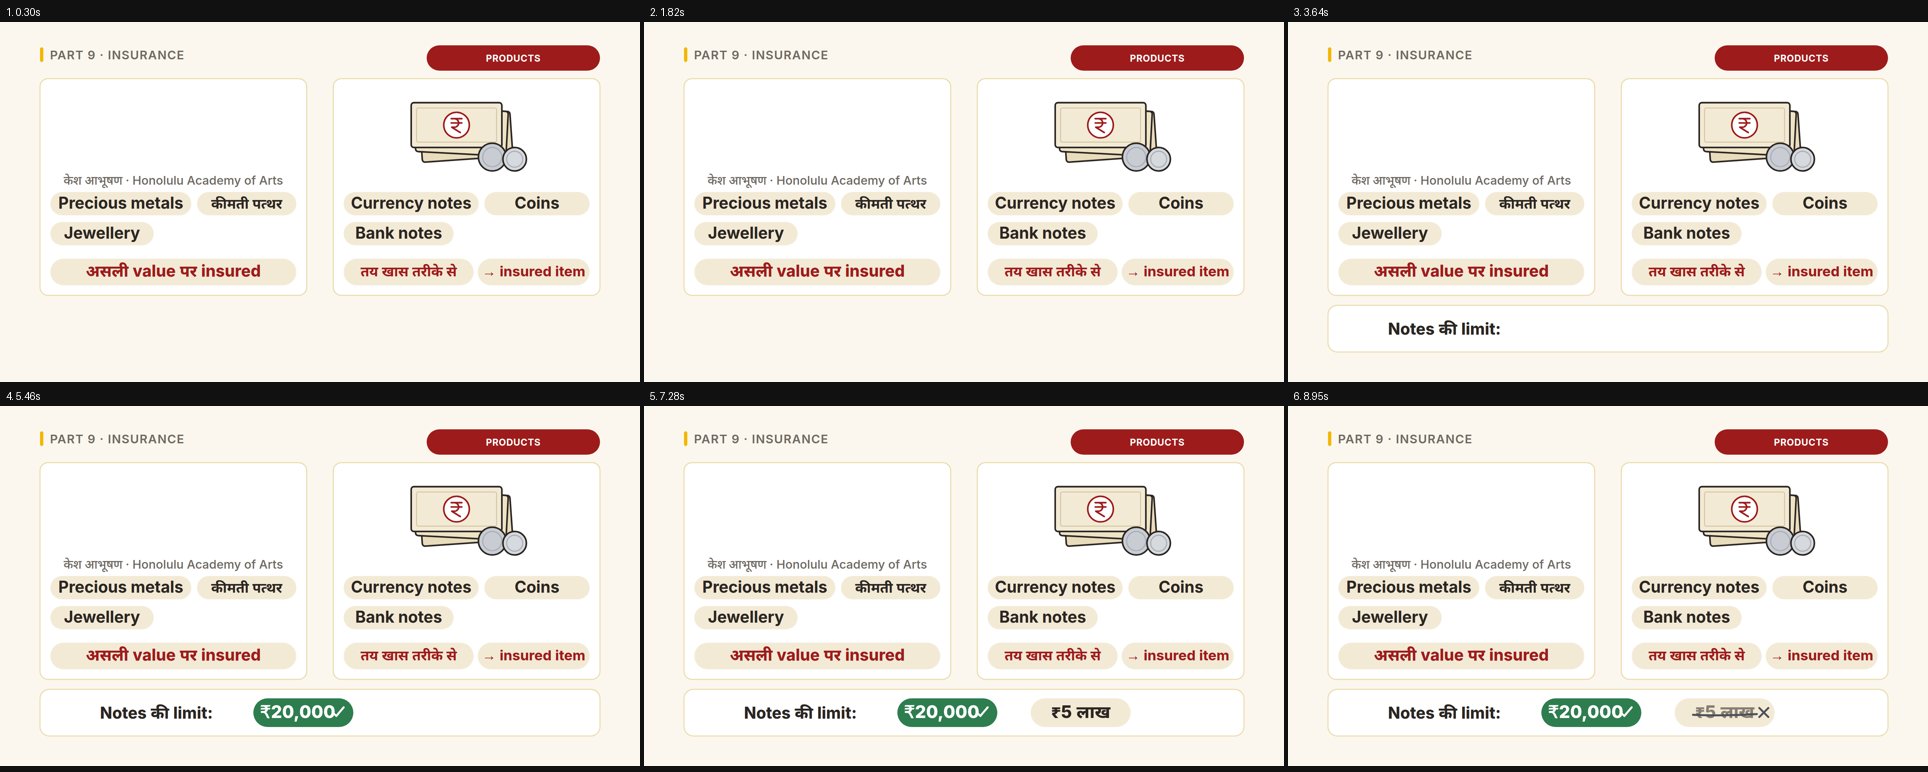 1. 0.30s
PART 9 · INSURANCE
PRODUCTS
₹
केश आभूषण · Honolulu Academy of Arts
Precious metals
कीमती पत्थर
Jewellery
असली value पर insured
Currency notes
Coins
Bank notes
तय खास तरीके से
→ insured item
2. 1.82s
PART 9 · INSURANCE
PRODUCTS
₹
केश आभूषण · Honolulu Academy of Arts
Precious metals
कीमती पत्थर
Jewellery
असली value पर insured
Currency notes
Coins
Bank notes
तय खास तरीके से
→ insured item
3. 3.64s
PART 9 · INSURANCE
PRODUCTS
₹
केश आभूषण · Honolulu Academy of Arts
Precious metals
कीमती पत्थर
Jewellery
असली value पर insured
Currency notes
Coins
Bank notes
तय खास तरीके से
→ insured item
Notes की limit:
4. 5.46s
PART 9 · INSURANCE
PRODUCTS
₹
केश आभूषण · Honolulu Academy of Arts
Precious metals
कीमती पत्थर
Jewellery
असली value पर insured
Currency notes
Coins
Bank notes
तय खास तरीके से
→ insured item
Notes की limit:
₹20,000✓
5. 7.28s
PART 9 · INSURANCE
PRODUCTS
₹
केश आभूषण · Honolulu Academy of Arts
Precious metals
कीमती पत्थर
Jewellery
असली value पर insured
Currency notes
Coins
Bank notes
तय खास तरीके से
→ insured item
Notes की limit:
₹20,000✓
₹5 लाख
6. 8.95s
PART 9 · INSURANCE
PRODUCTS
₹
केश आभूषण · Honolulu Academy of Arts
Precious metals
कीमती पत्थर
Jewellery
असली value पर insured
Currency notes
Coins
Bank notes
तय खास तरीके से
→ insured item
Notes की limit:
₹20,000✓
₹5 लाख✕